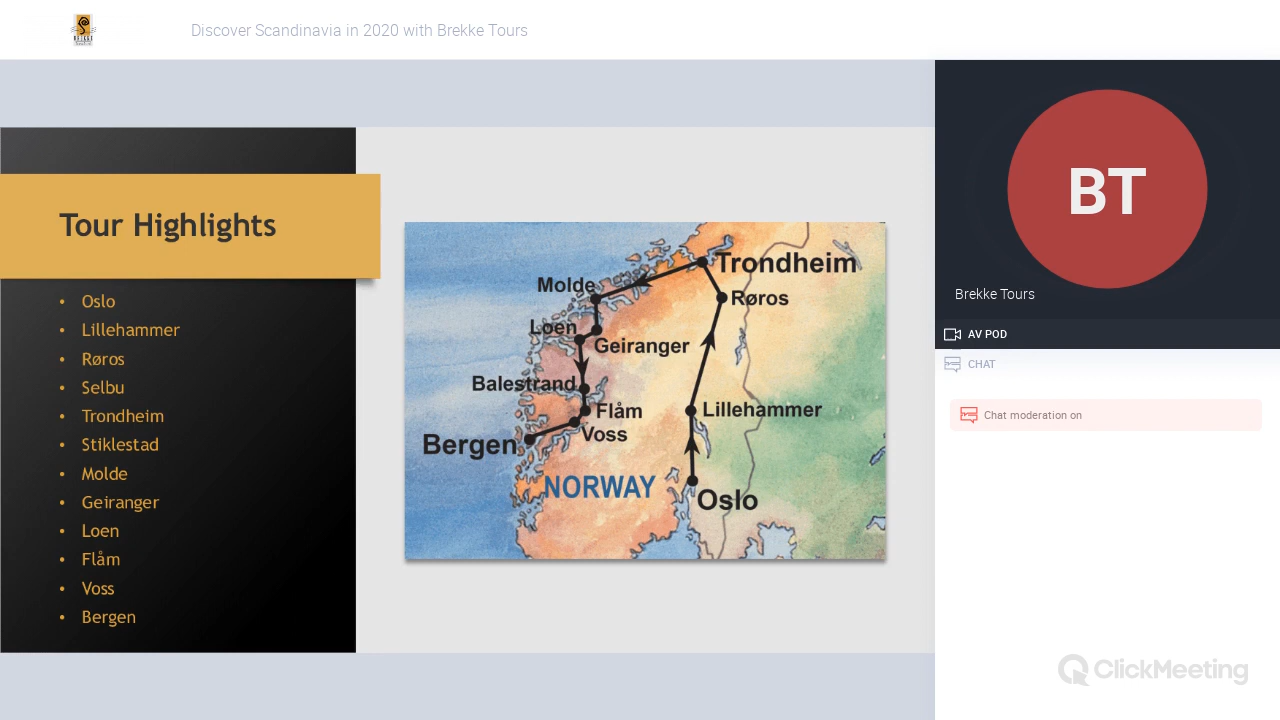 BREKKE
Discover Scandinavia in 2020 with Brekke Tours
Tour Highlights
• Oslo
• Lillehammer
• Røros
• Selbu
• Trondheim
• Stiklestad
• Molde
• Geiranger
• Loen
• Flåm
• Voss
• Bergen
Trondheim
Molde
Røros
Loen
Geiranger
Balestrand
Flåm
Lillehammer
Voss
Bergen
NORWAY
Oslo
BT
Brekke Tours
AV POD
CHAT
Chat moderation on
ClickMeeting